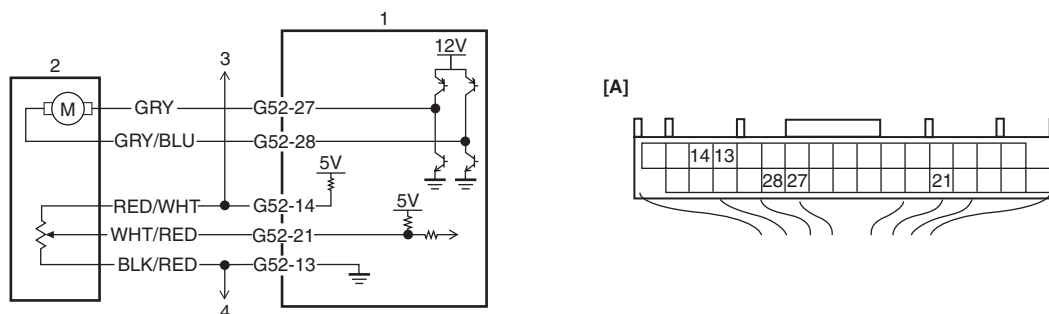 1
2
3
12V
[A]
M
GRY
G52-27
GRY/BLU
G52-28
14 13
5V
28 27
21
RED/WHT
G52-14
5V
WHT/RED
G52-21
BLK/RED
G52-13
4